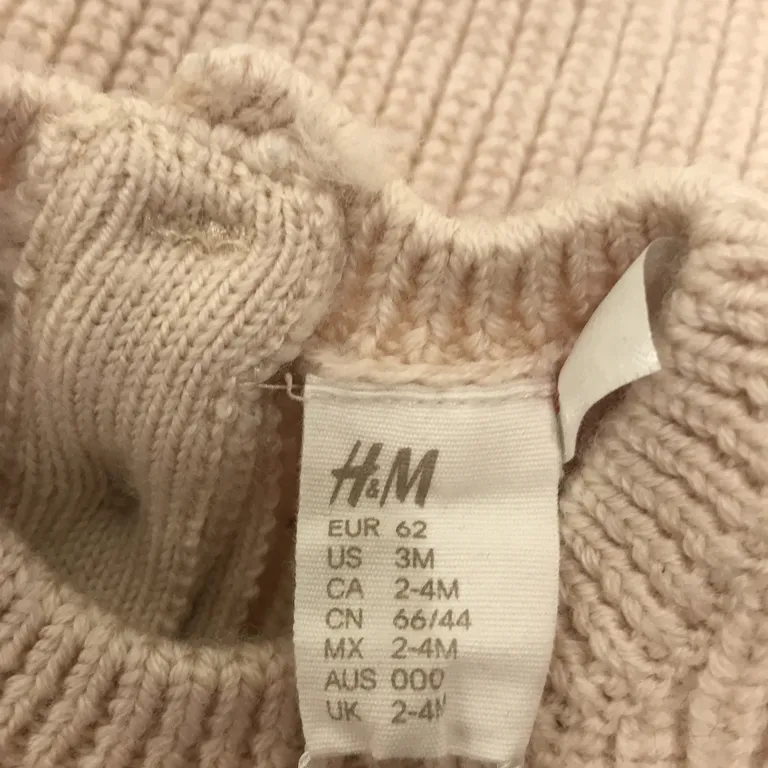 H&M
EUR 62
US 3M
CA 2-4M
CN 66/44
MX 2-4M
AUS 000
UK 2-4M